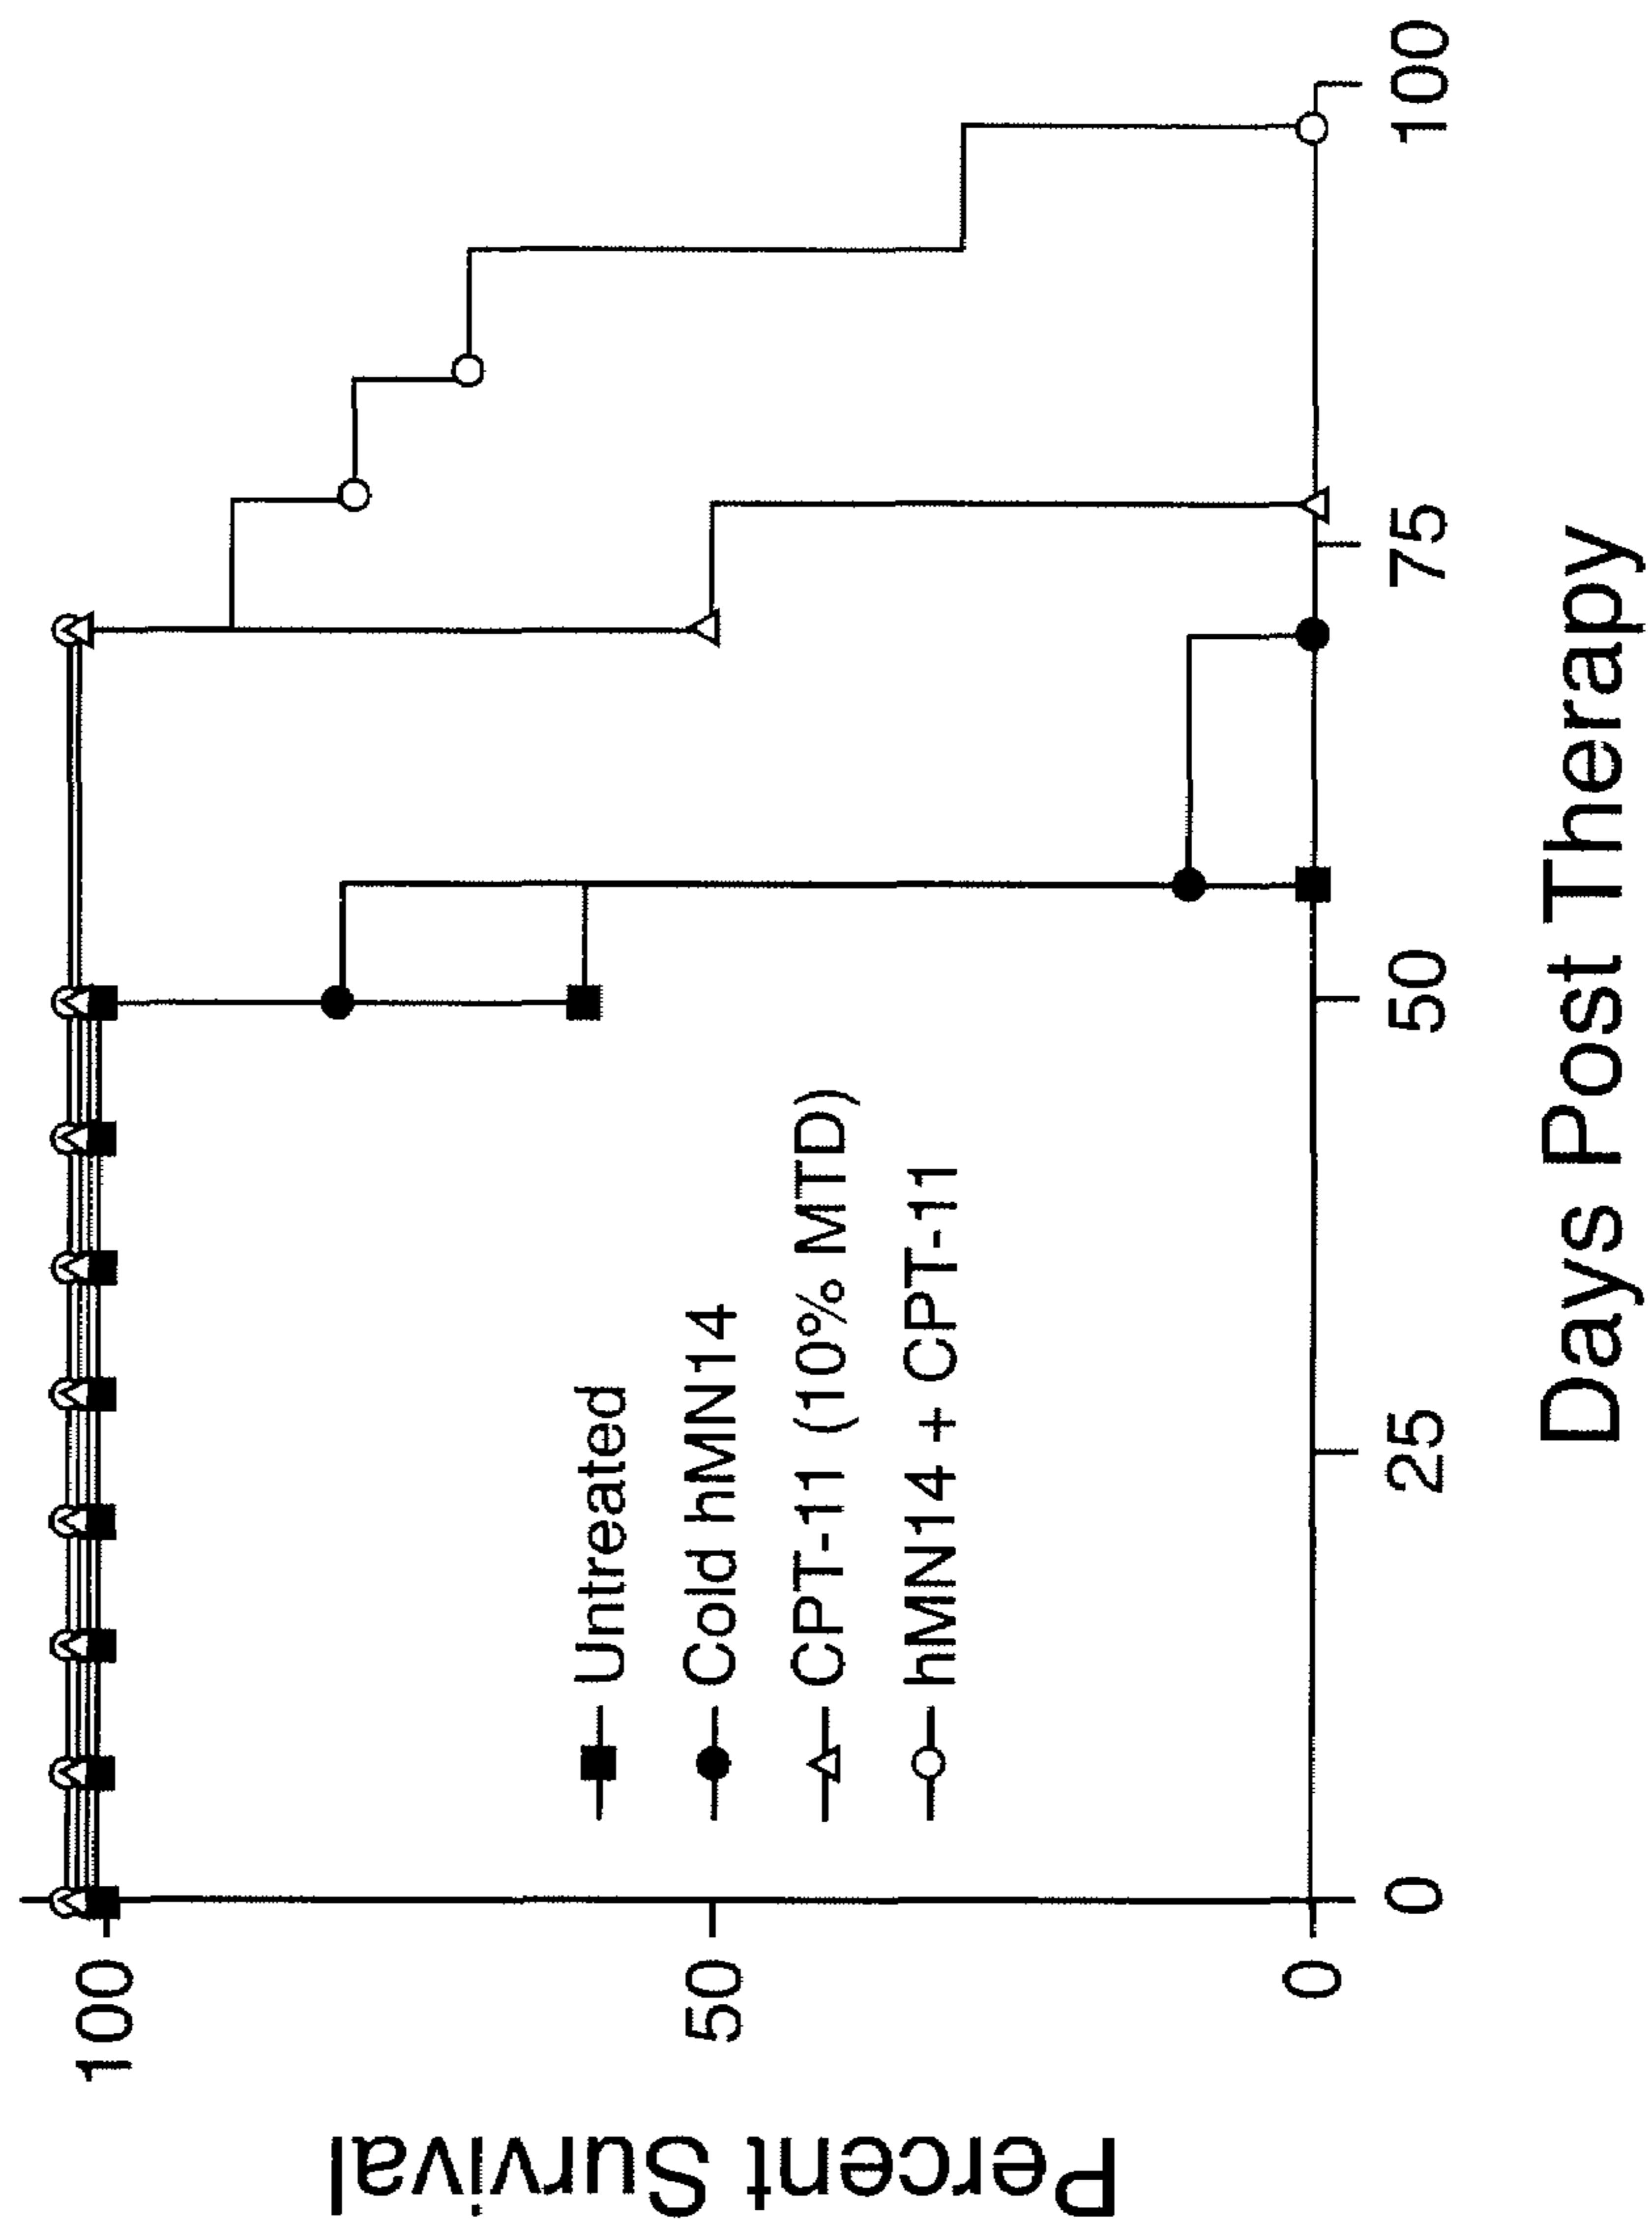 Percent Survival
100
50
0
Untreated
Cold hMN14
CPT-11 (10% MTD)
hMN14 + CPT-11
0
25
50
75
100
Days Post Therapy